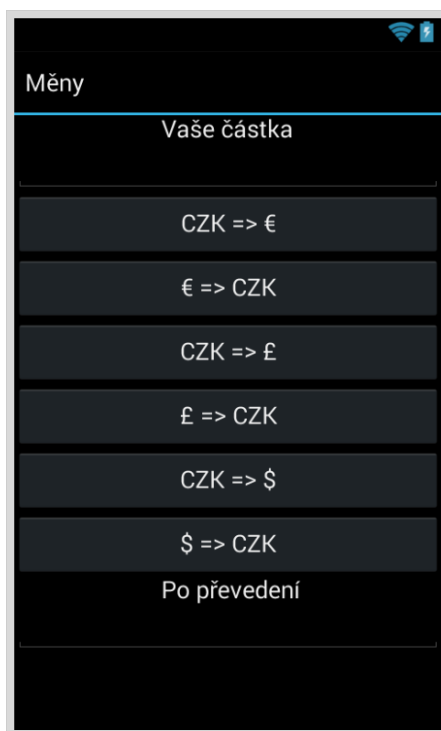 Měny
Vaše částka
CZK => €
€ => CZK
CZK => £
£ => CZK
CZK => $
$ => CZK
Po převedení